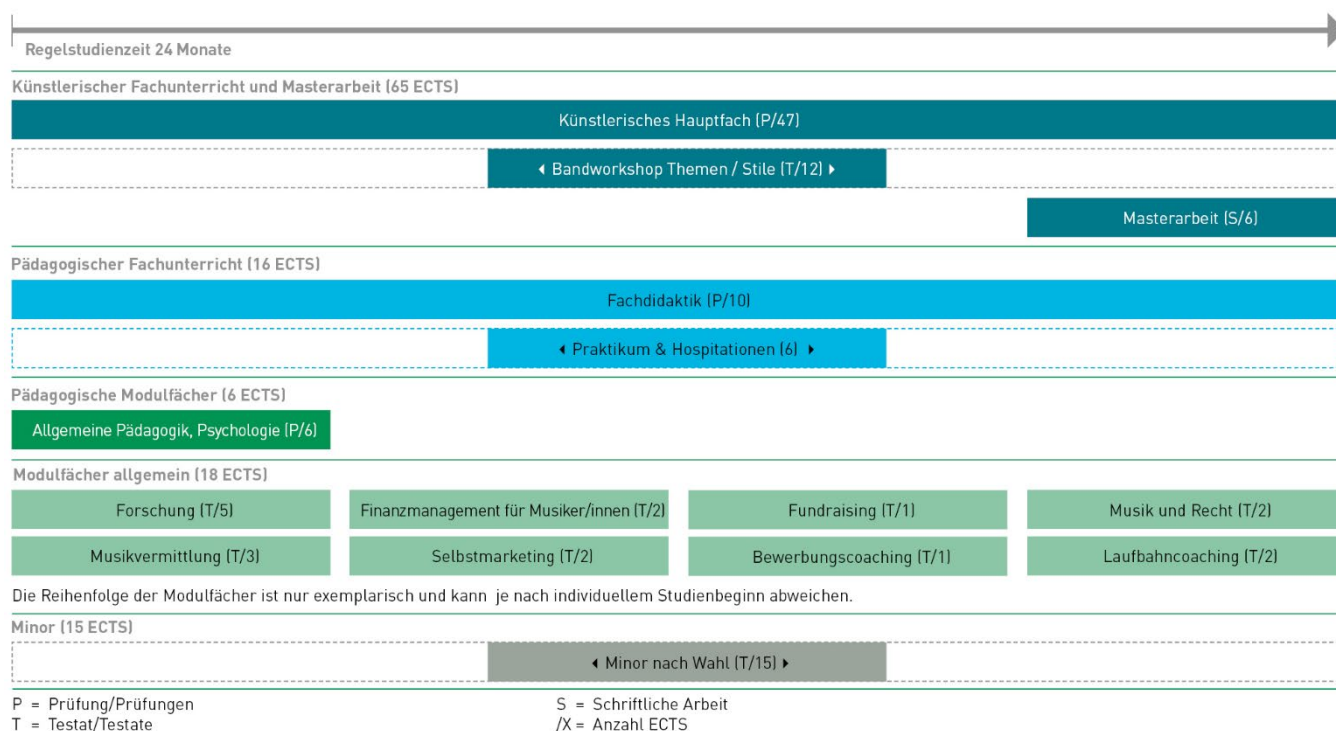 Regelstudienzeit 24 Monate
Künstlerischer Fachunterricht und Masterarbeit (65 ECTS)
Künstlerisches Hauptfach (P/47)
Bandworkshop Themen / Stile (T/12)
Masterarbeit (S/6)
Pädagogischer Fachunterricht (16 ECTS)
Fachdidaktik (P/10)
Praktikum & Hospitationen (6)
Pädagogische Modulfächer (6 ECTS)
Allgemeine Pädagogik, Psychologie (P/6)
Modulfächer allgemein (18 ECTS)
Forschung (T/5) Finanzmanagement für Musiker/innen (T/2) Fundraising (T/1) Musik und Recht (T/2)
Musikvermittlung (T/3) Selbstmarketing (T/2) Bewerbungscoaching (T/1) Laufbahncoaching (T/2)
Die Reihenfolge der Modulfächer ist nur exemplarisch und kann je nach individuellem Studienbeginn abweichen.
Minor (15 ECTS)
Minor nach Wahl (T/15)
P = Prüfung/Prüfungen S = Schriftliche Arbeit
T = Testat/Testate /X = Anzahl ECTS